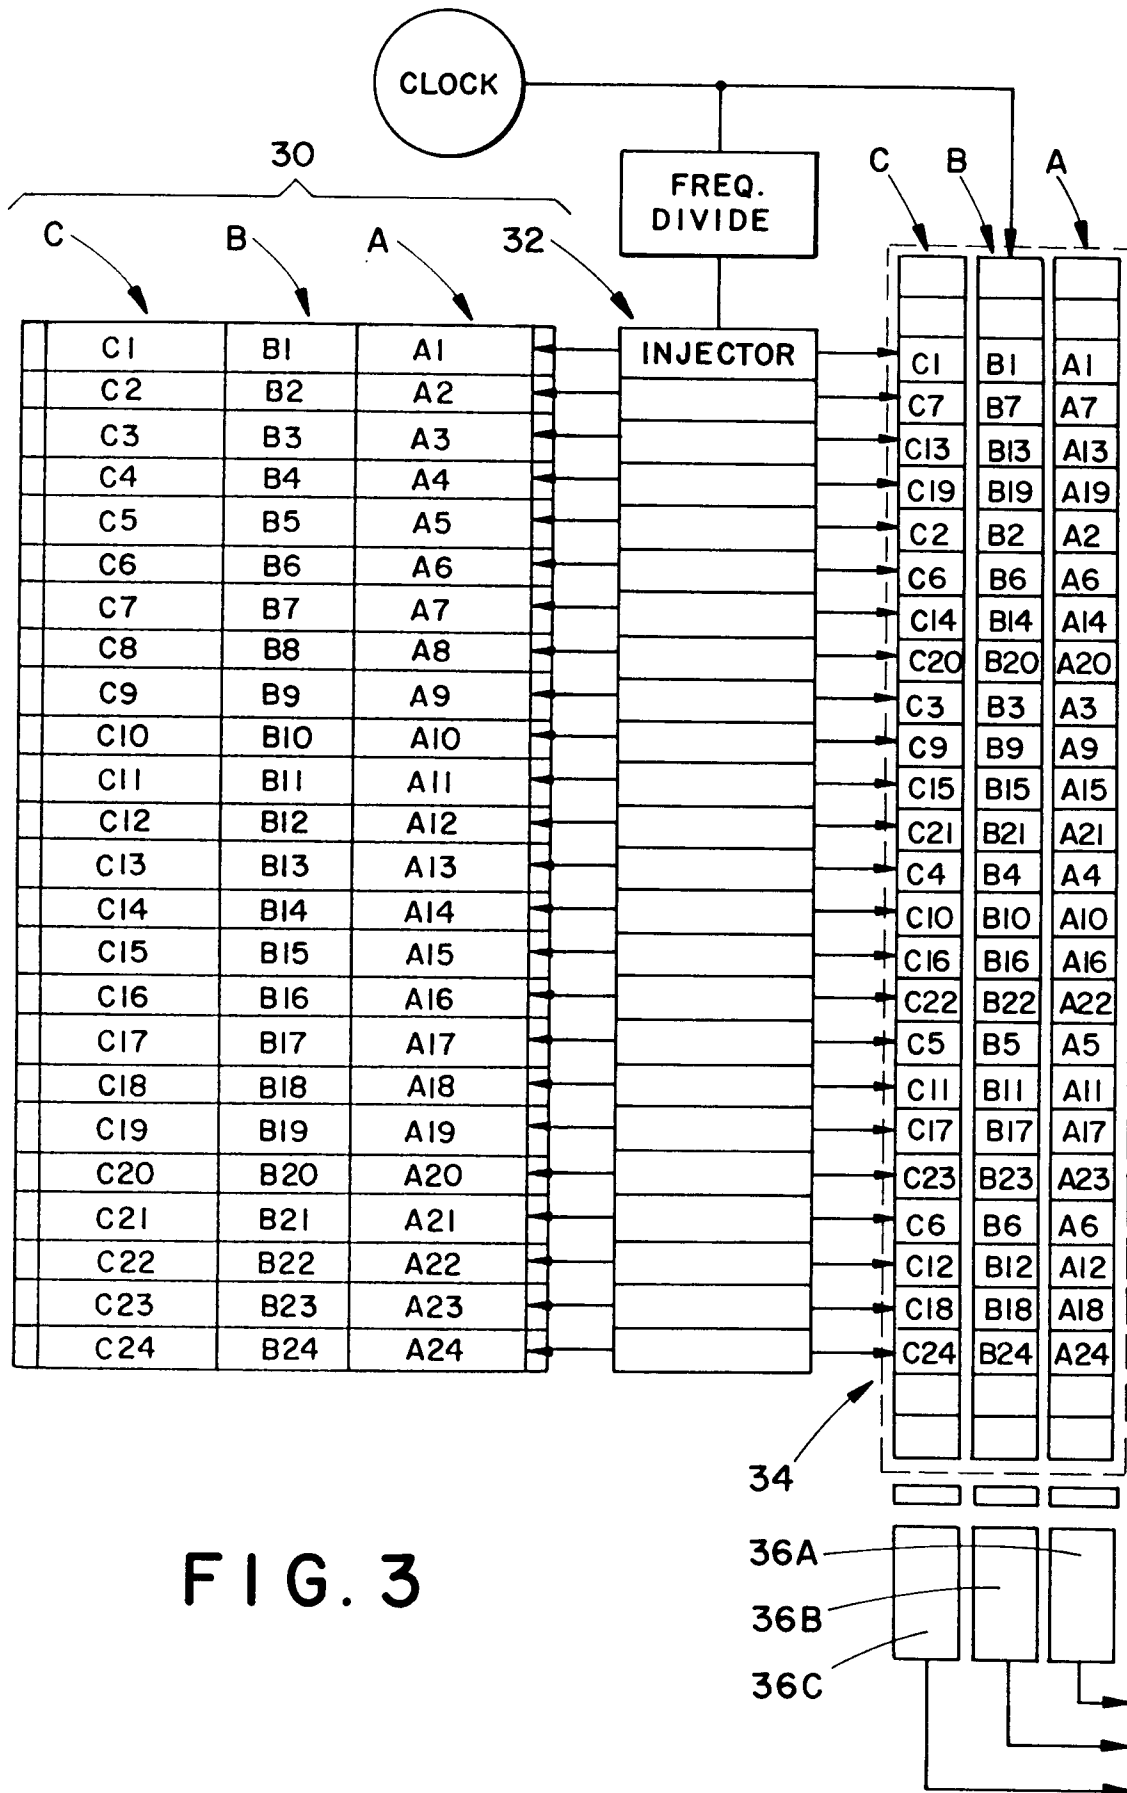 CLOCK
30
FREQ.
DIVIDE
C B A
C B A
32
INJECTOR
C1 B1 A1
C2 B2 A2
C3 B3 A3
C4 B4 A4
C5 B5 A5
C6 B6 A6
C7 B7 A7
C8 B8 A8
C9 B9 A9
C10 B10 A10
C11 B11 A11
C12 B12 A12
C13 B13 A13
C14 B14 A14
C15 B15 A15
C16 B16 A16
C17 B17 A17
C18 B18 A18
C19 B19 A19
C20 B20 A20
C21 B21 A21
C22 B22 A22
C23 B23 A23
C24 B24 A24
C1 B1 A1
C7 B7 A7
C13 B13 A13
C19 B19 A19
C2 B2 A2
C6 B6 A6
C14 B14 A14
C20 B20 A20
C3 B3 A3
C9 B9 A9
C15 B15 A15
C21 B21 A21
C4 B4 A4
C10 B10 A10
C16 B16 A16
C22 B22 A22
C5 B5 A5
C11 B11 A11
C17 B17 A17
C23 B23 A23
C6 B6 A6
C12 B12 A12
C18 B18 A18
C24 B24 A24
34
36A
36B
36C
FIG. 3